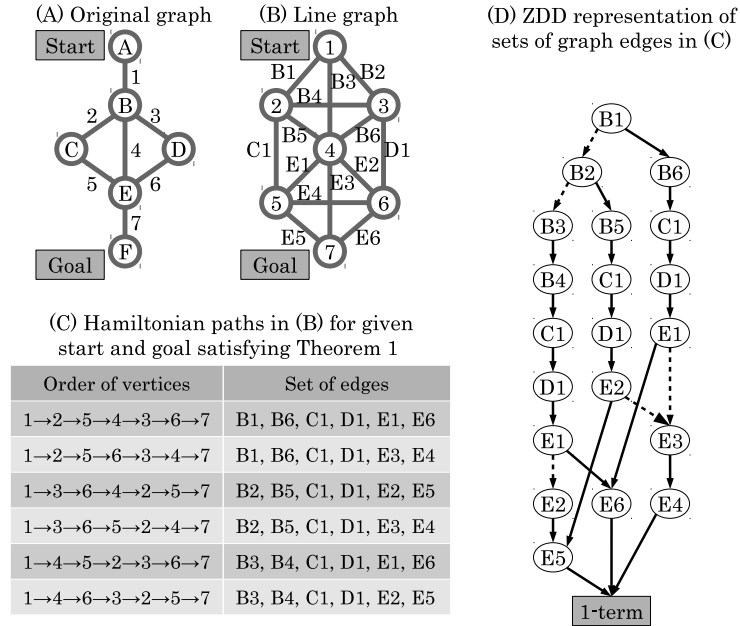 (A) Original graph
Start
A
1
B
2
3
C
4
D
5
E
6
7
Goal
F
(B) Line graph
Start
1
B1
B3
B2
2
B4
3
B5
B6
C1
4
D1
E1
E2
E3
5
E4
6
E5
E6
Goal
7
(C) Hamiltonian paths in (B) for given
start and goal satisfying Theorem 1
Order of vertices Set of edges
1→2→5→4→3→6→7 B1, B6, C1, D1, E1, E6
1→2→5→6→3→4→7 B1, B6, C1, D1, E3, E4
1→3→6→4→2→5→7 B2, B5, C1, D1, E2, E5
1→3→6→5→2→4→7 B2, B5, C1, D1, E3, E4
1→4→5→2→3→6→7 B3, B4, C1, D1, E1, E6
1→4→6→3→2→5→7 B3, B4, C1, D1, E2, E5
(D) ZDD representation of
sets of graph edges in (C)
B1
B2 B6
B3 B5 C1
B4 C1 D1
C1 D1 E1
D1 E2
E1 E3
E2 E6 E4
E5
1-term